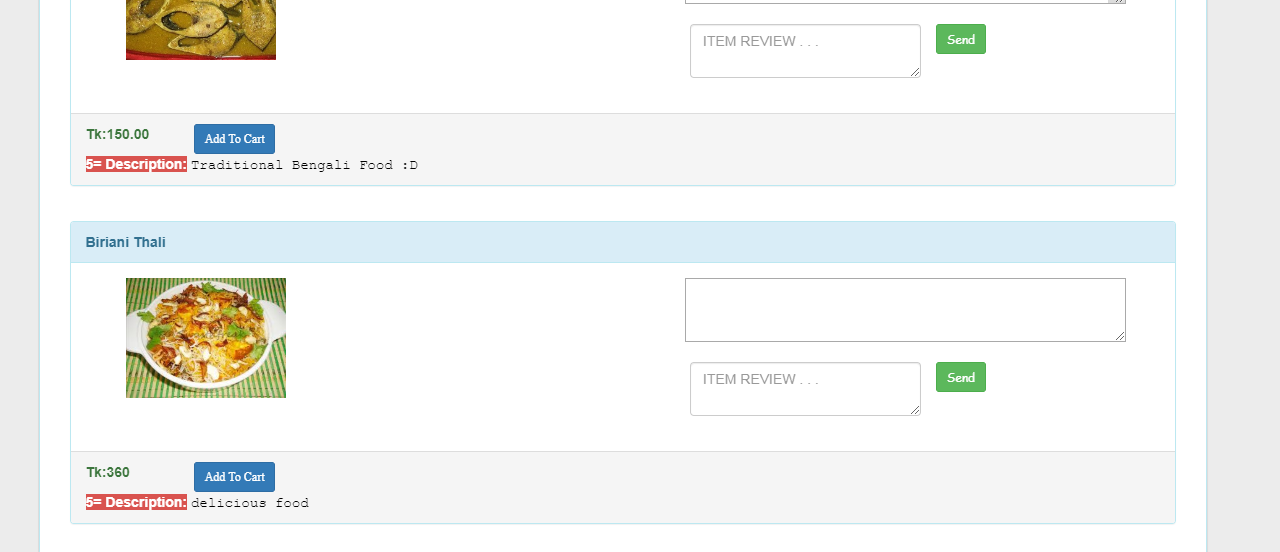 ITEM REVIEW . . .
Send
Tk:150.00
Add To Cart
5= Description: Traditional Bengali Food :D
Biriani Thali
ITEM REVIEW . . .
Send
Tk:360
Add To Cart
5= Description: delicious food